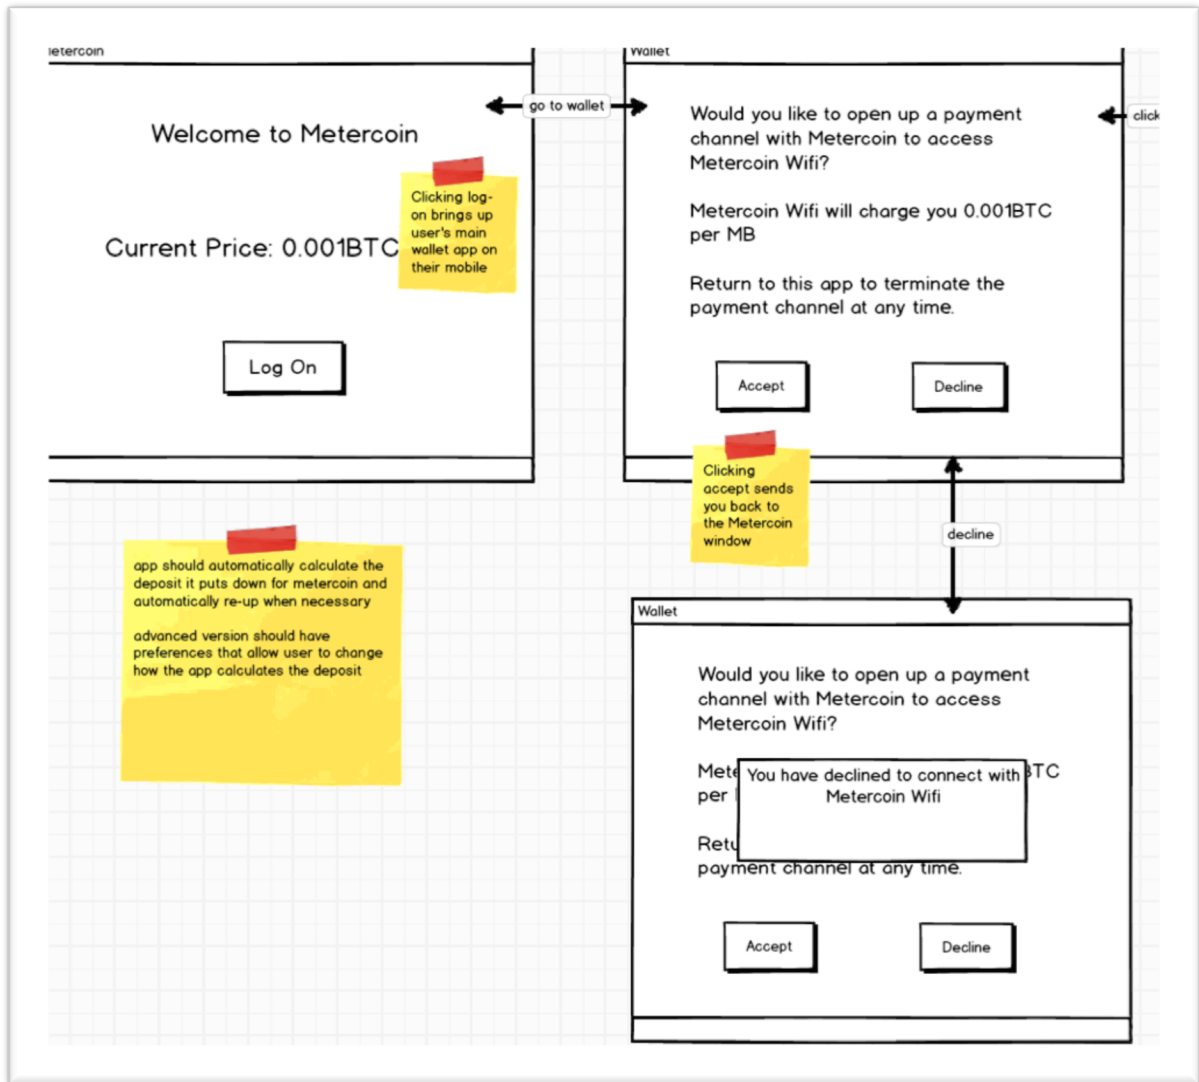 Metercoin
Welcome to Metercoin
Current Price: 0.001BTC
Clicking log-
on brings up
user's main
wallet app on
their mobile
Log On
go to wallet
Wallet
Would you like to open up a payment
channel with Metercoin to access
Metercoin Wifi?
Metercoin Wifi will charge you 0.001BTC
per MB
Return to this app to terminate the
payment channel at any time.
Accept
Decline
click
Clicking
accept sends
you back to
the Metercoin
window
decline
app should automatically calculate the
deposit it puts down for metercoin and
automatically re-up when necessary
advanced version should have
preferences that allow user to change
how the app calculates the deposit
Wallet
Would you like to open up a payment
channel with Metercoin to access
Metercoin Wifi?
Mete
BTC
per
Retu
payment channel at any time.
You have declined to connect with
Metercoin Wifi
Accept
Decline